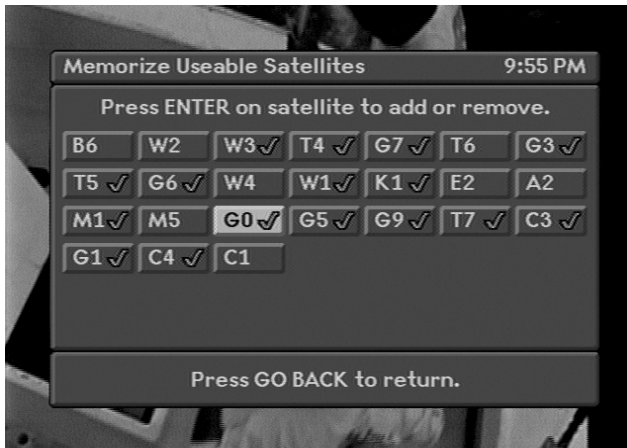 Memorize Useable Satellites 9:55 PM
Press ENTER on satellite to add or remove.
B6 W2 W3✓ T4 ✓ G7 ✓ T6 G3 ✓
T5 ✓ G6 ✓ W4 W1✓ K1 ✓ E2 A2
M1✓ M5 G0✓ G5 ✓ G9 ✓ T7 ✓ C3 ✓
G1 ✓ C4 ✓ C1
Press GO BACK to return.